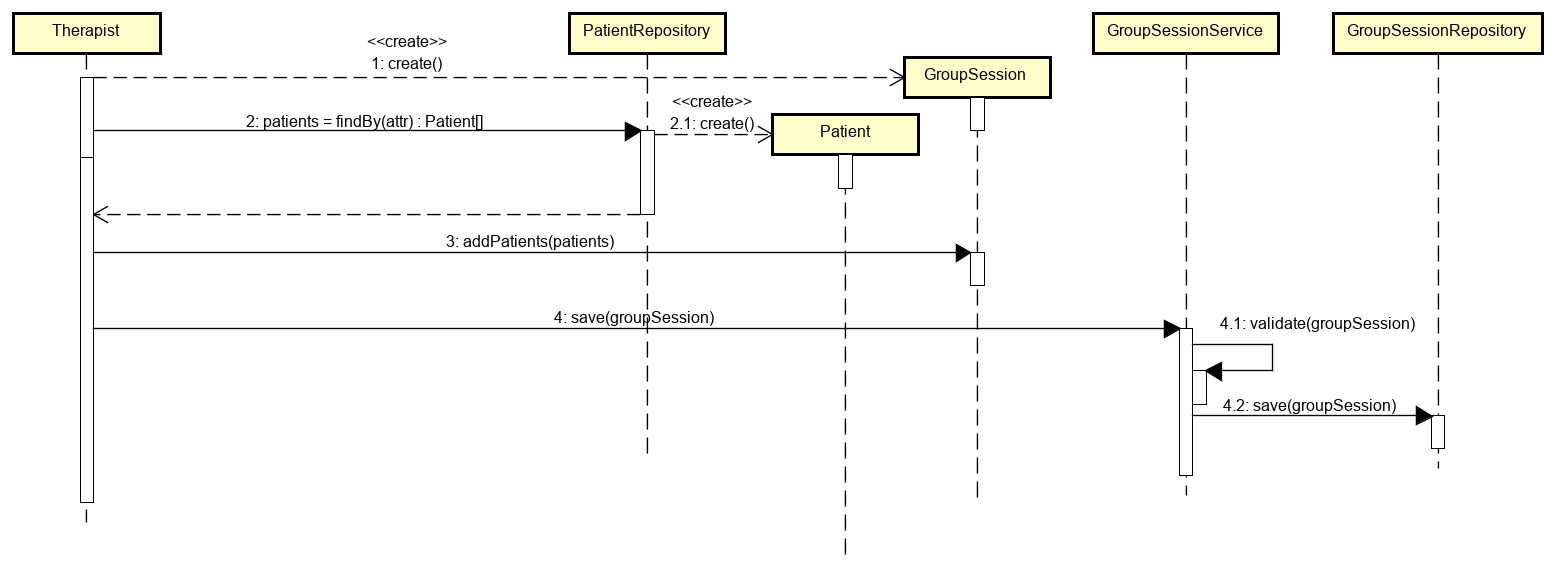 Therapist
PatientRepository
GroupSessionService
GroupSessionRepository
<<create>>
1: create()
GroupSession
<<create>>
2: patients = findBy(attr) : Patient[]
2.1: create()
Patient
3: addPatients(patients)
4: save(groupSession)
4.1: validate(groupSession)
4.2: save(groupSession)